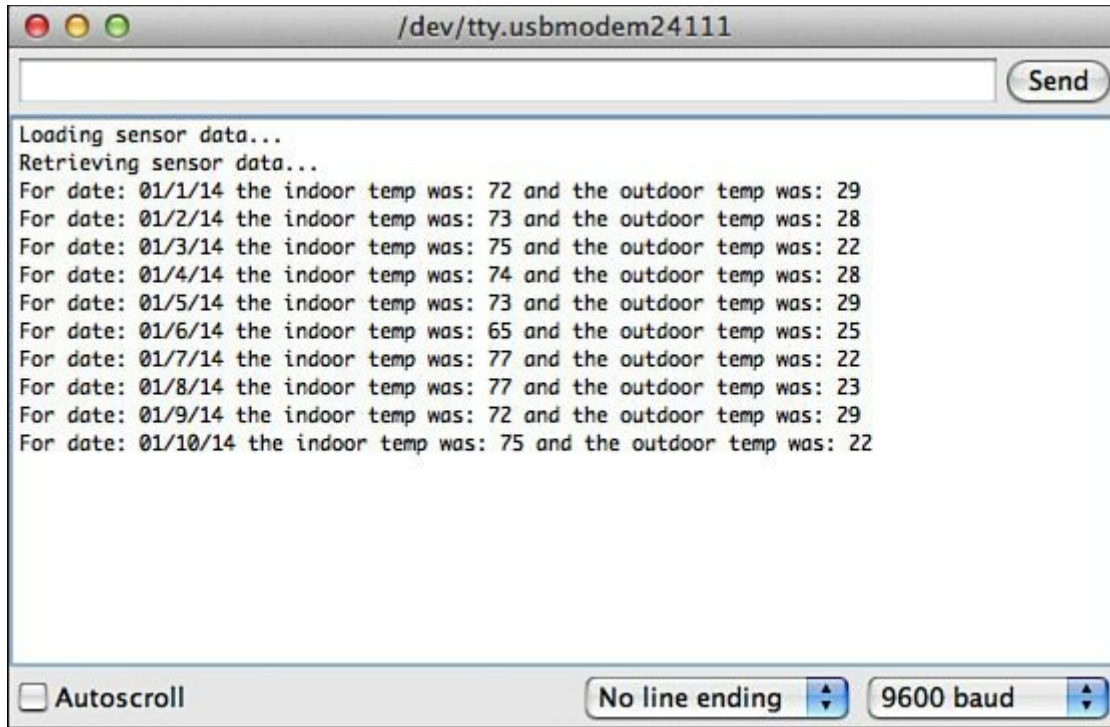 /dev/tty.usbmodem24111
Send
Loading sensor data...
Retrieving sensor data...
For date: 01/1/14 the indoor temp was: 72 and the outdoor temp was: 29
For date: 01/2/14 the indoor temp was: 73 and the outdoor temp was: 28
For date: 01/3/14 the indoor temp was: 75 and the outdoor temp was: 22
For date: 01/4/14 the indoor temp was: 74 and the outdoor temp was: 28
For date: 01/5/14 the indoor temp was: 73 and the outdoor temp was: 29
For date: 01/6/14 the indoor temp was: 65 and the outdoor temp was: 25
For date: 01/7/14 the indoor temp was: 77 and the outdoor temp was: 22
For date: 01/8/14 the indoor temp was: 77 and the outdoor temp was: 23
For date: 01/9/14 the indoor temp was: 72 and the outdoor temp was: 29
For date: 01/10/14 the indoor temp was: 75 and the outdoor temp was: 22
Autoscroll No line ending 9600 baud